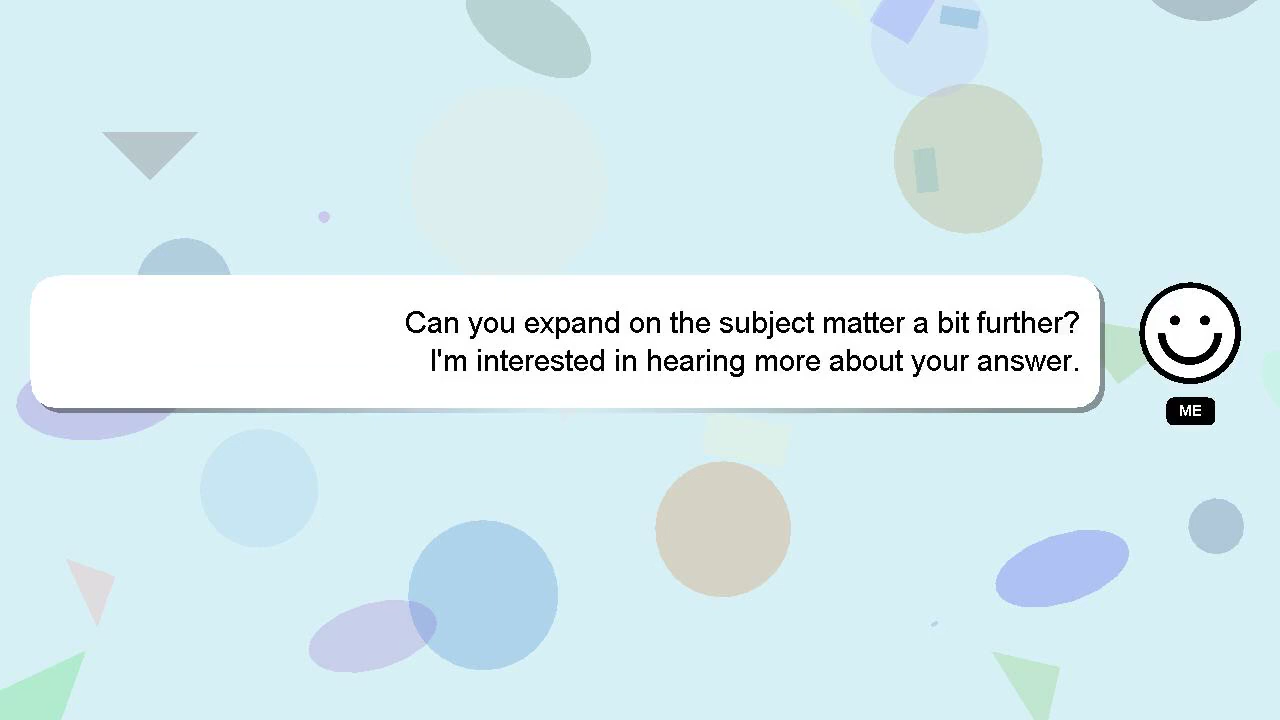 Can you expand on the subject matter a bit further?
I'm interested in hearing more about your answer.
ME